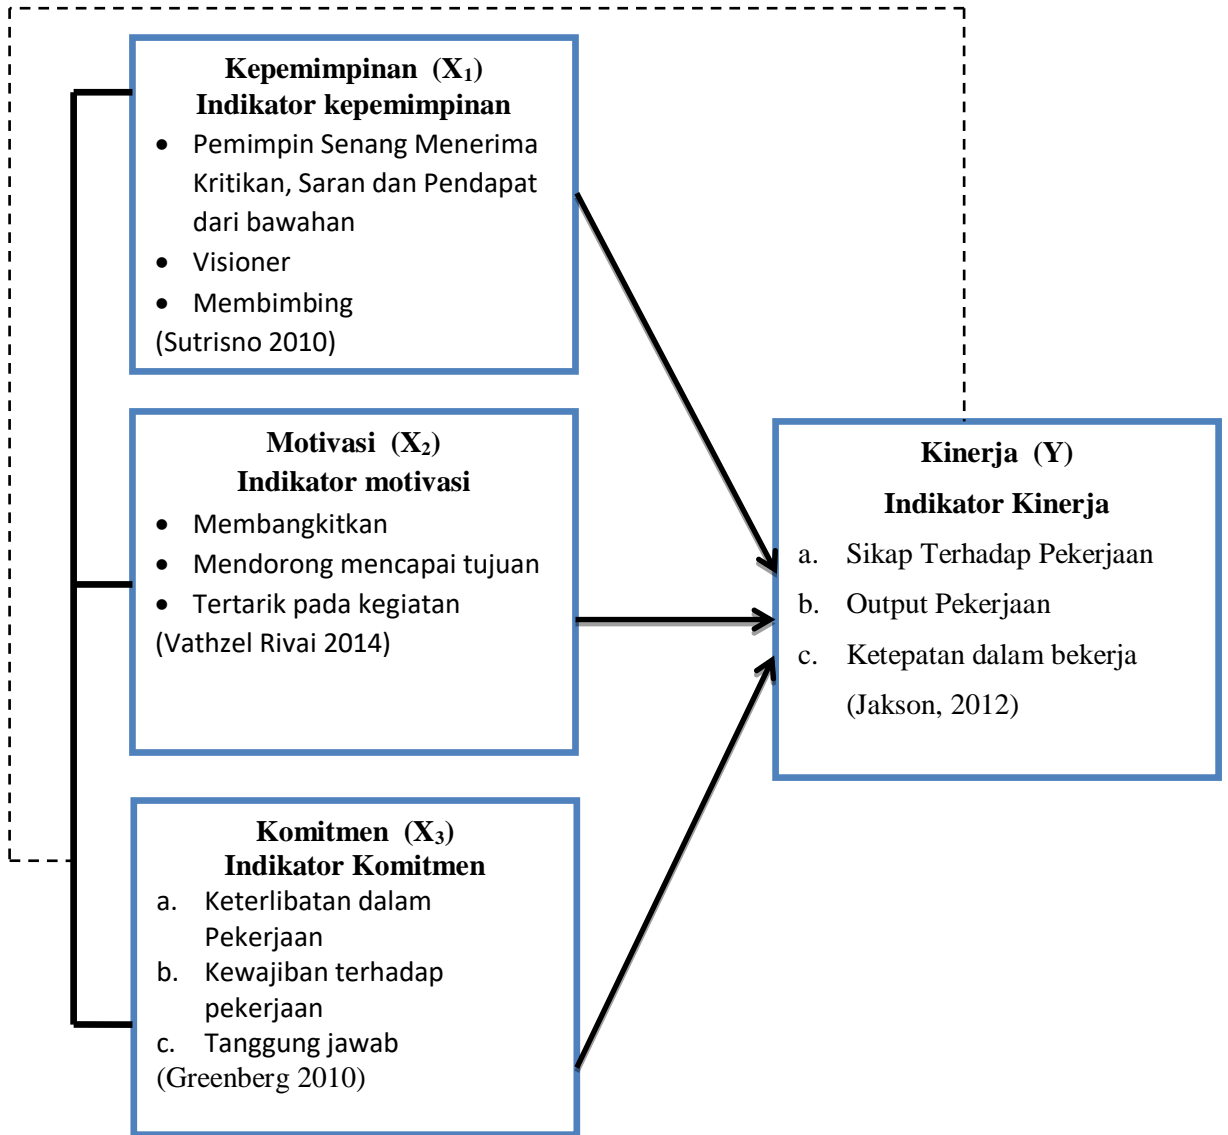 Kepemimpinan (X₁)
Indikator kepemimpinan
• Pemimpin Senang Menerima
Kritikan, Saran dan Pendapat
dari bawahan
• Visioner
• Membimbing
(Sutrisno 2010)
Motivasi (X₂)
Indikator motivasi
• Membangkitkan
• Mendorong mencapai tujuan
• Tertarik pada kegiatan
(Vathzel Rivai 2014)
Komitmen (X₃)
Indikator Komitmen
a. Keterlibatan dalam
Pekerjaan
b. Kewajiban terhadap
pekerjaan
c. Tanggung jawab
(Greenberg 2010)
Kinerja (Y)
Indikator Kinerja
a. Sikap Terhadap Pekerjaan
b. Output Pekerjaan
c. Ketepatan dalam bekerja
(Jakson, 2012)